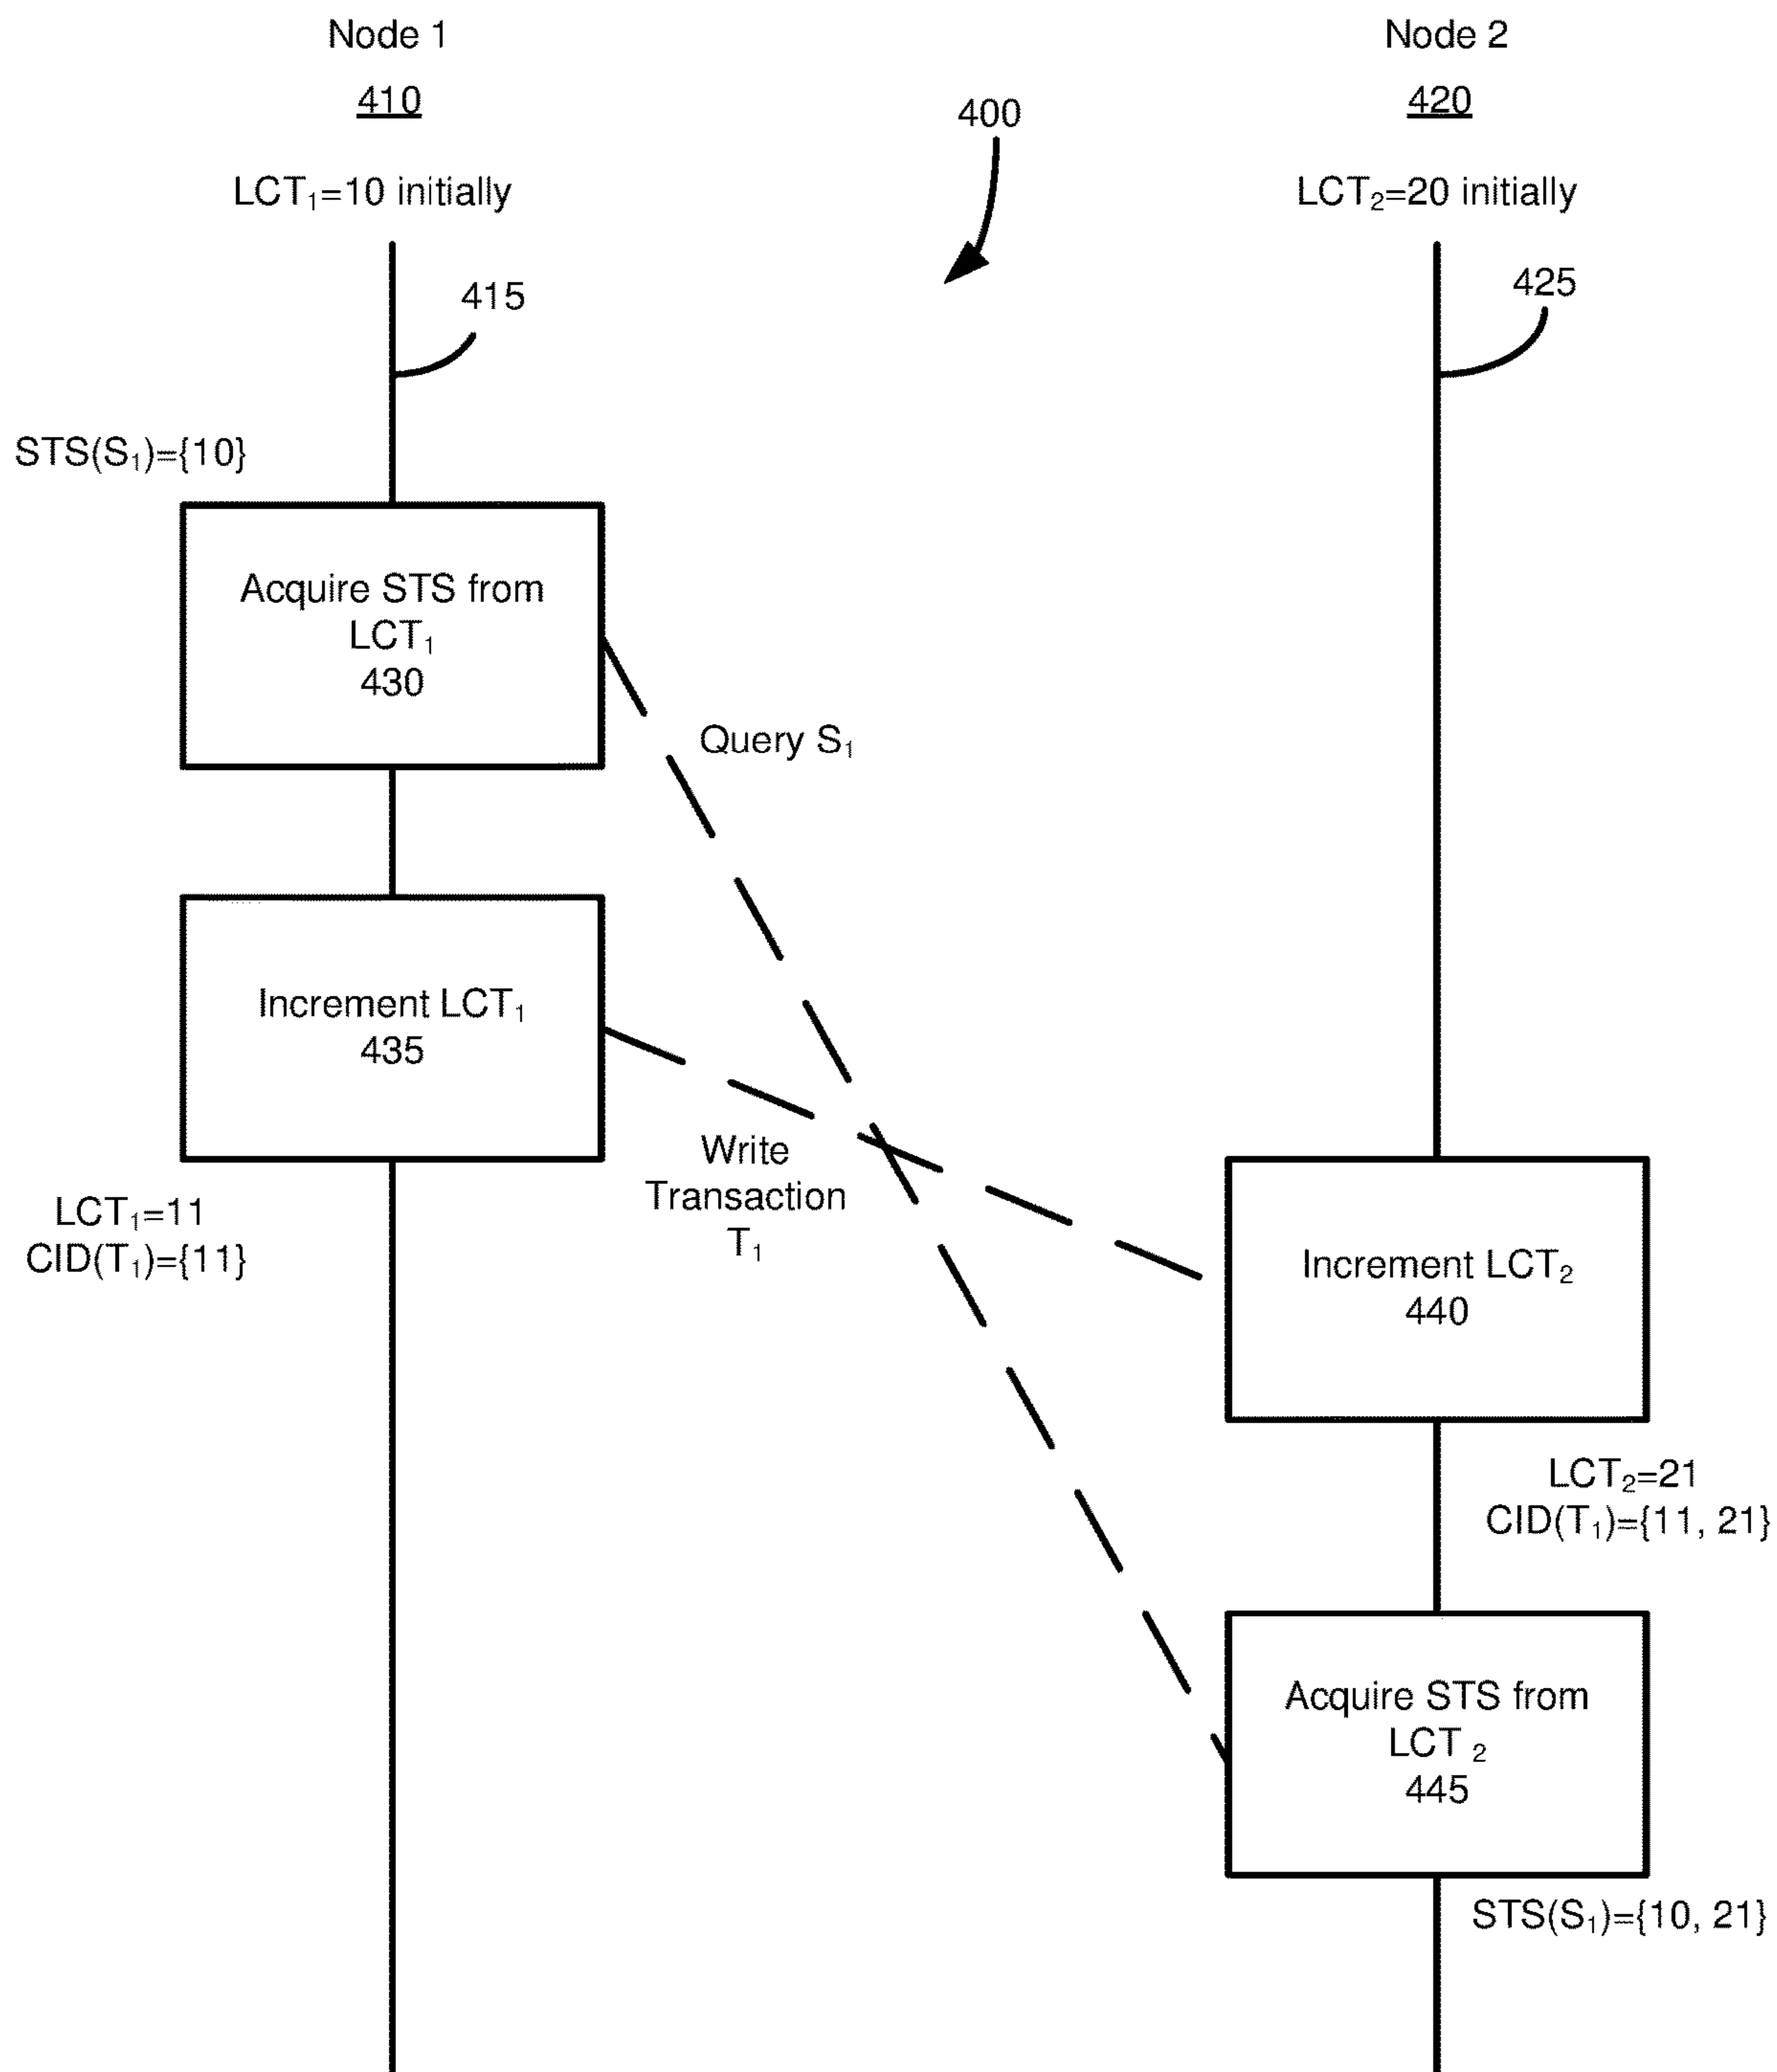 Node 1
410
LCT₁=10 initially
415
400
Node 2
420
LCT₂=20 initially
425
STS(S₁)={10}
Acquire STS from
LCT₁
430
Query S₁
Increment LCT₁
435
LCT₁=11
CID(T₁)={11}
Write
Transaction
T₁
Increment LCT₂
440
LCT₂=21
CID(T₁)={11, 21}
Acquire STS from
LCT ₂
445
STS(S₁)={10, 21}